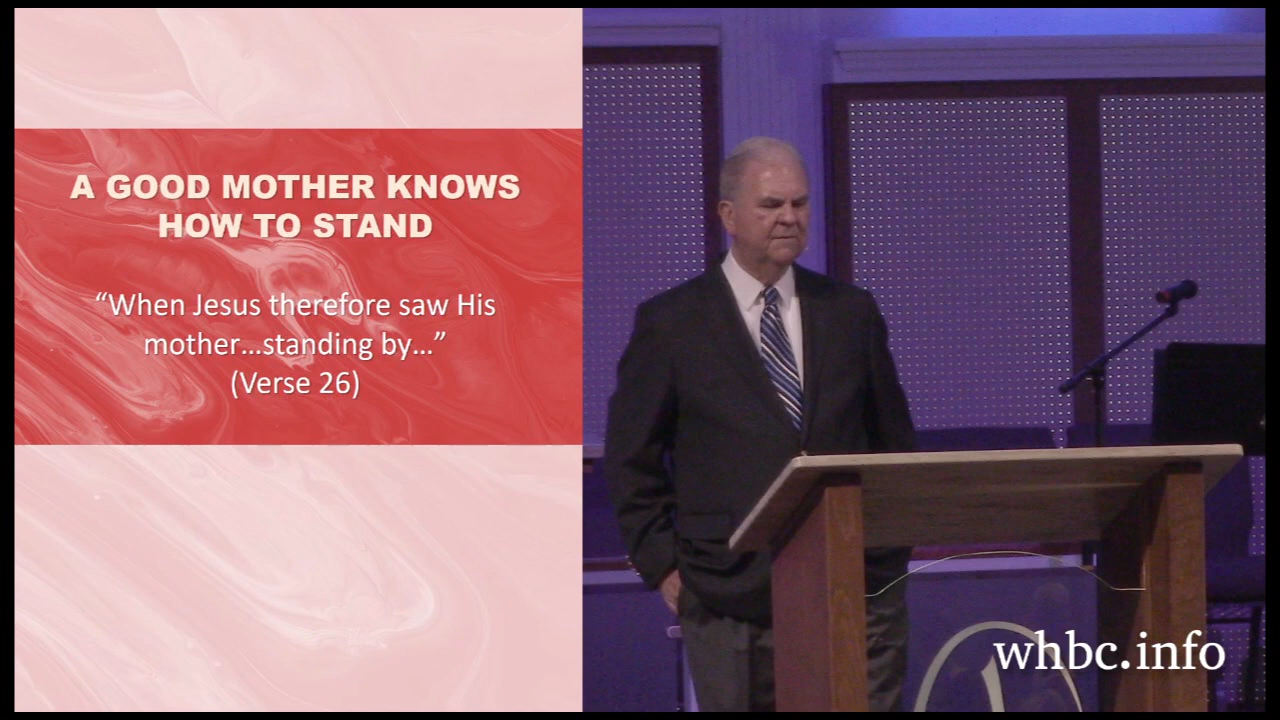 A GOOD MOTHER KNOWS
HOW TO STAND
“When Jesus therefore saw His
mother…standing by…”
(Verse 26)
whbc.info